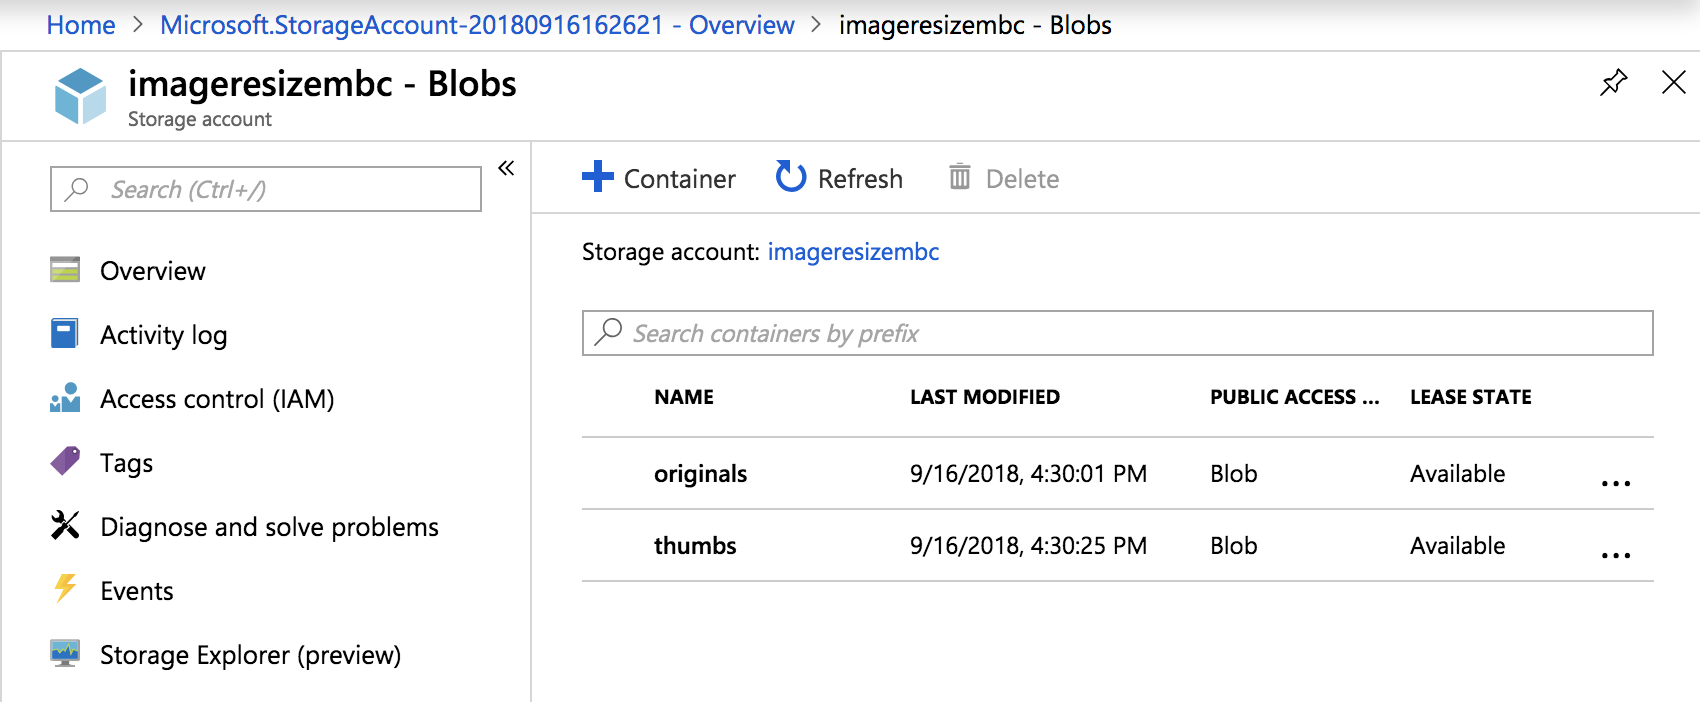 Home > Microsoft.StorageAccount-20180916162621 - Overview > imageresizembc - Blobs
imageresizembc - Blobs
Storage account
Search (Ctrl+/)
«
Overview
Activity log
Access control (IAM)
Tags
Diagnose and solve problems
Events
Storage Explorer (preview)
Container Refresh Delete
Storage account: imageresizembc
Search containers by prefix
NAME LAST MODIFIED PUBLIC ACCESS ... LEASE STATE
originals 9/16/2018, 4:30:01 PM Blob Available ...
thumbs 9/16/2018, 4:30:25 PM Blob Available ...